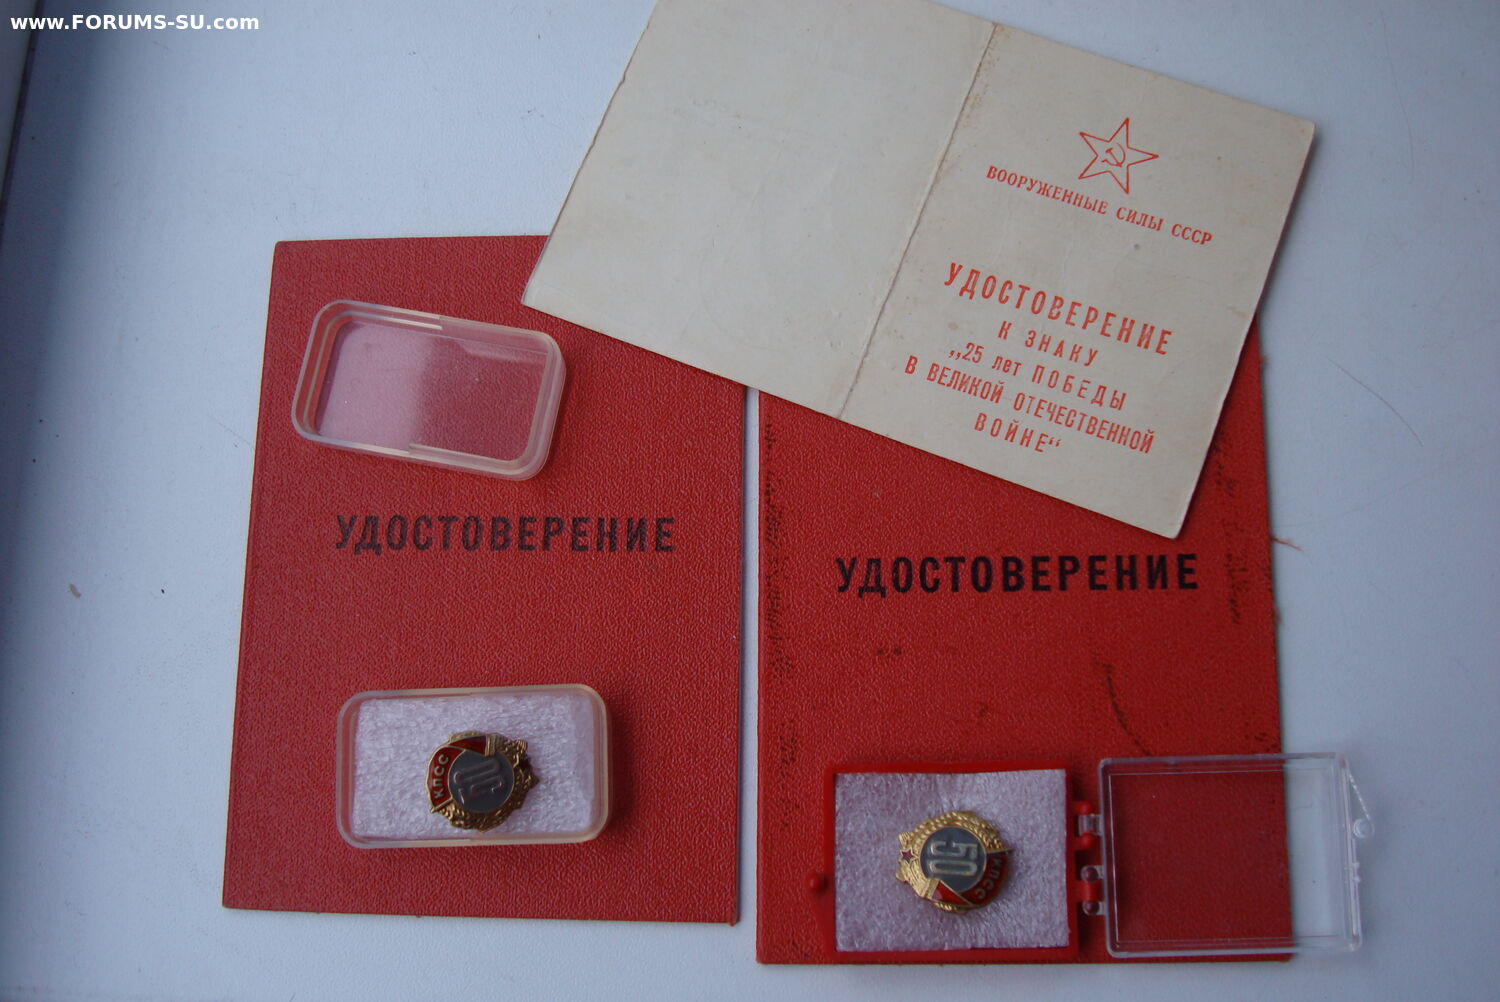 www.FORUMS-SU.com
ВООРУЖЕННЫЕ СИЛЫ СССР
УДОСТОВЕРЕНИЕ
К ЗНАКУ
„25 лет ПОБЕДЫ
В ВЕЛИКОЙ ОТЕЧЕСТВЕННОЙ
ВОЙНЕ“
УДОСТОВЕРЕНИЕ
УДОСТОВЕРЕНИЕ
КПСС
50
50
КПСС